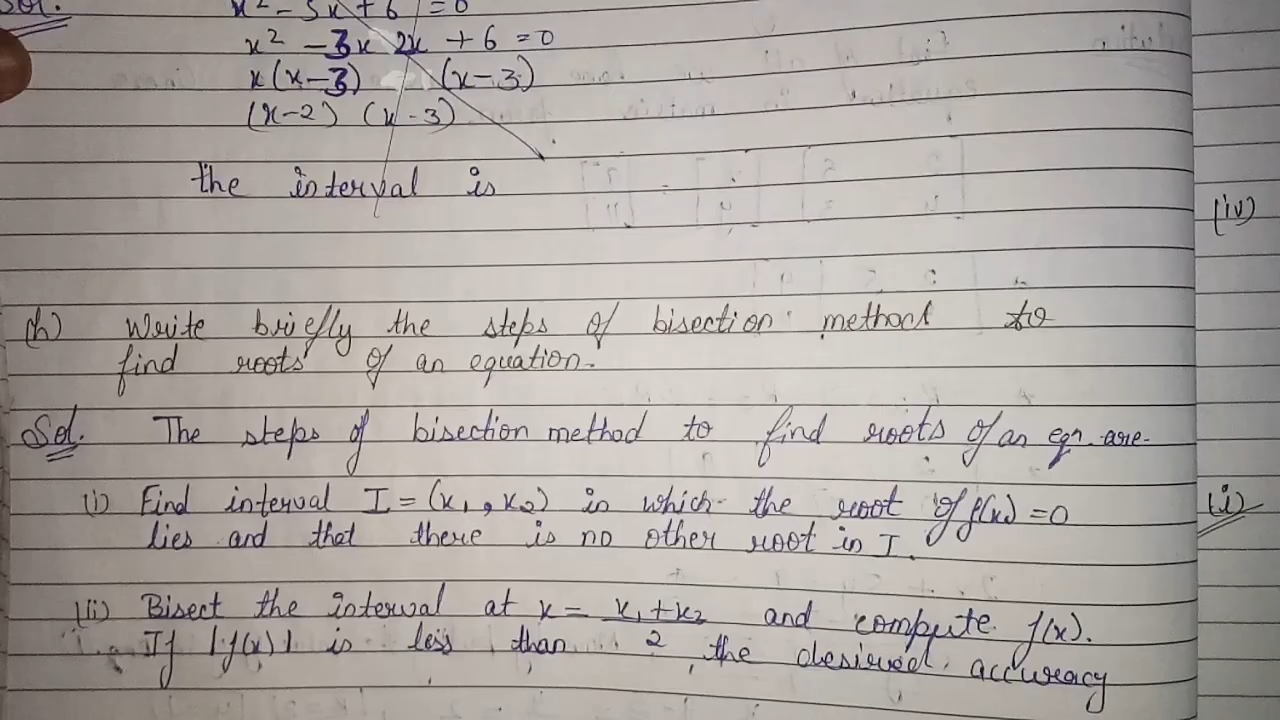 Sol. x² - 5x + 6 = 0
x² - 3x 2x + 6 = 0
x(x-3) (x-3)
(x-2) (x-3)
the interval is
(iv)
(h) Write briefly the steps of bisection method to
find roots of an equation.
Sol. The steps of bisection method to find roots of an eqn. are-
(i) Find interval I = (x₁, x₂) in which the root of f(x) = 0
(i)
lies and that there is no other root in I.
(ii) Bisect the interval at x = x₁+x₂ and compute f(x).
If |f(x)| is less than 2 the desired accuracy